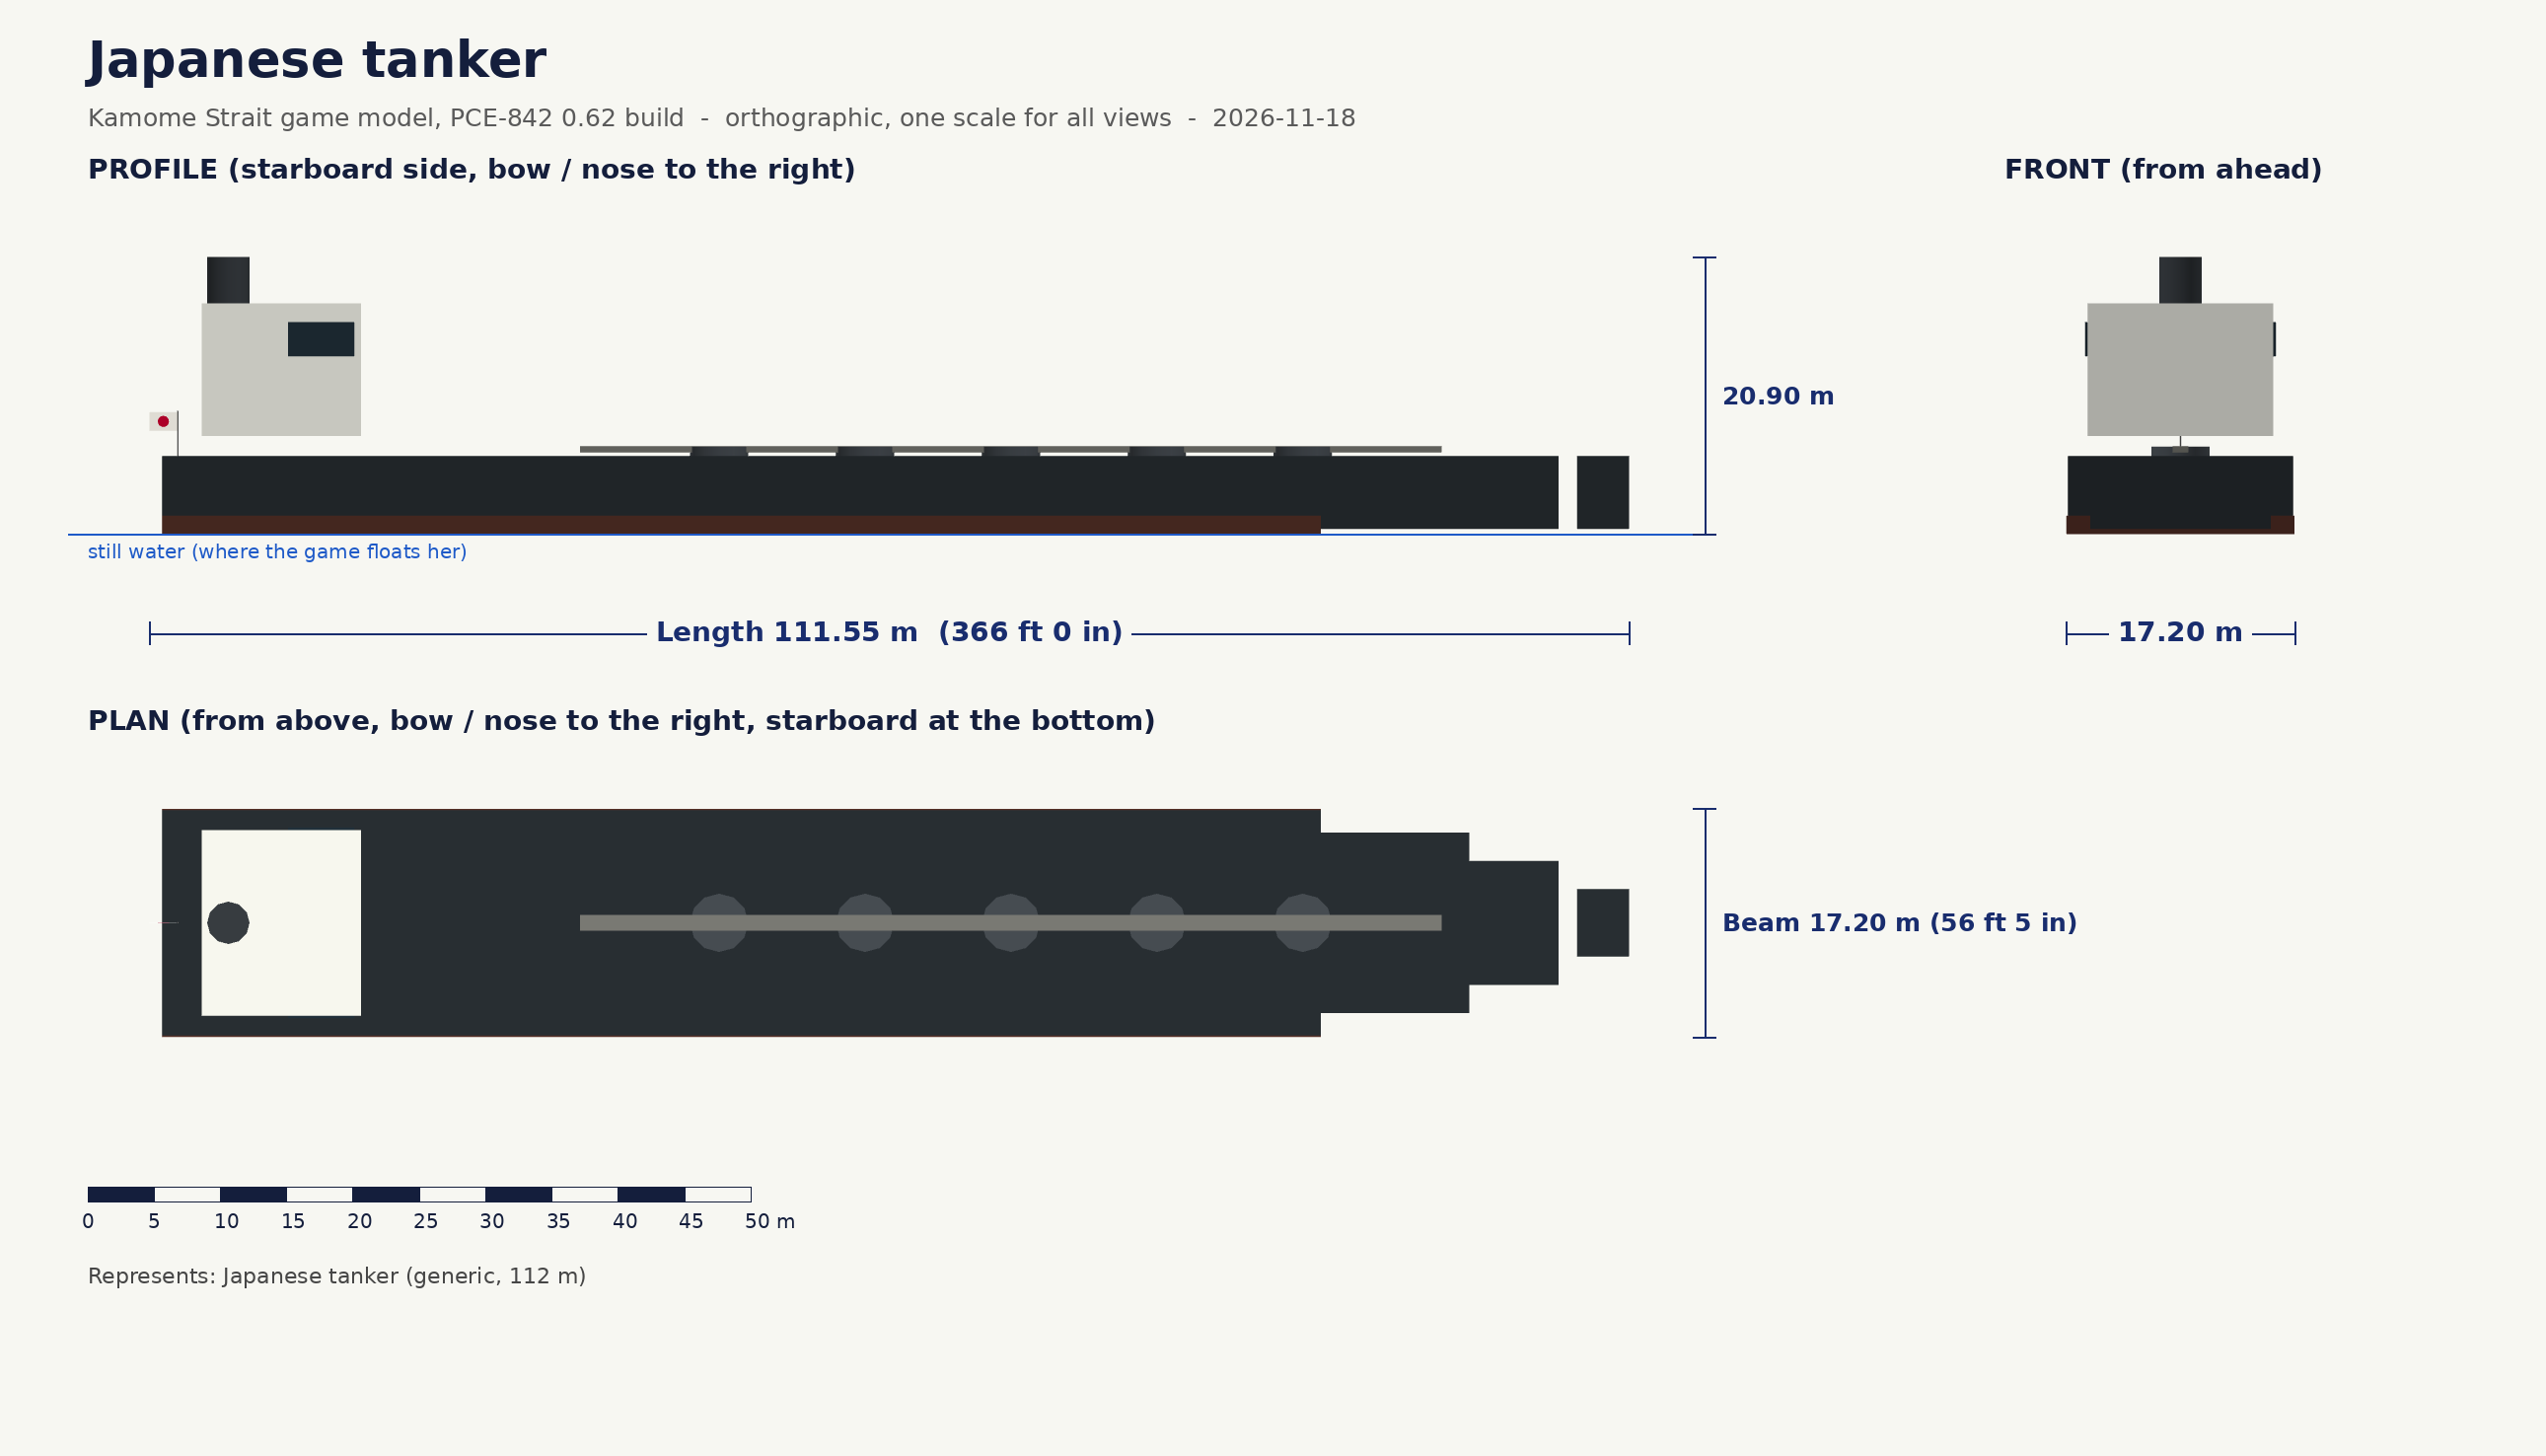 Japanese tanker
Kamome Strait game model, PCE-842 0.62 build - orthographic, one scale for all views - 2026-11-18
PROFILE (starboard side, bow / nose to the right)
FRONT (from ahead)
20.90 m
still water (where the game floats her)
Length 111.55 m (366 ft 0 in)
17.20 m
PLAN (from above, bow / nose to the right, starboard at the bottom)
Beam 17.20 m (56 ft 5 in)
0 5 10 15 20 25 30 35 40 45 50 m
Represents: Japanese tanker (generic, 112 m)